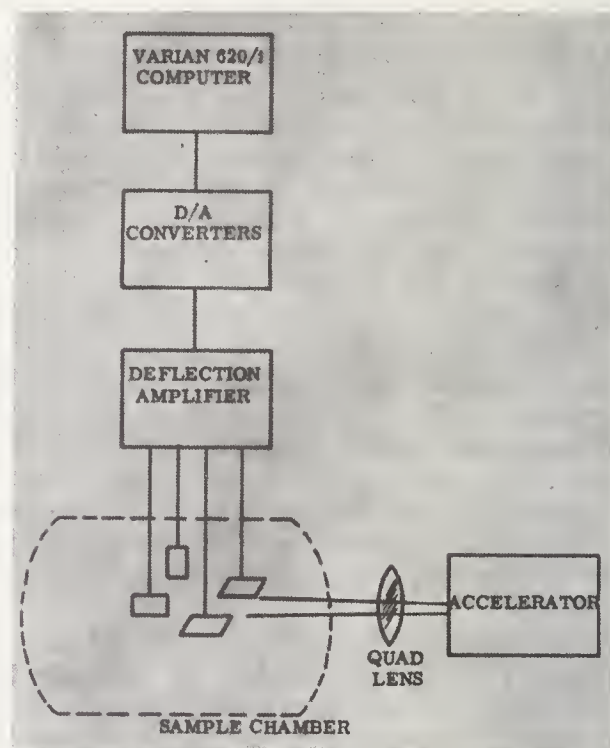 VARIAN 620/i
COMPUTER
D/A
CONVERTERS
DEFLECTION
AMPLIFIER
ACCELERATOR
QUAD
LENS
SAMPLE CHAMBER